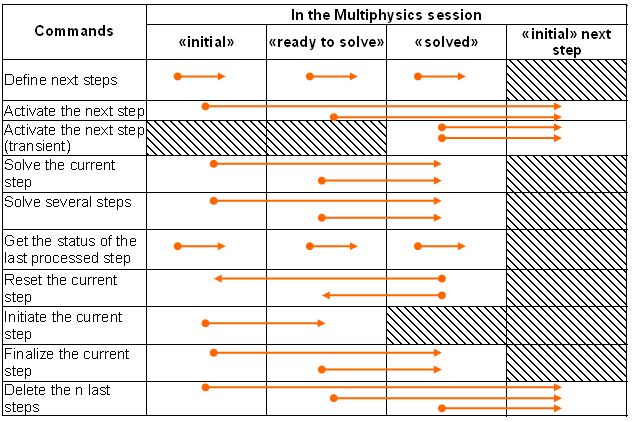 Commands
In the Multiphysics session
«initial»
«ready to solve»
«solved»
«initial» next
step
Define next steps
Activate the next step
Activate the next step
(transient)
Solve the current
step
Solve several steps
Get the status of the
last processed step
Reset the current
step
Initiate the current
step
Finalize the current
step
Delete the n last
steps